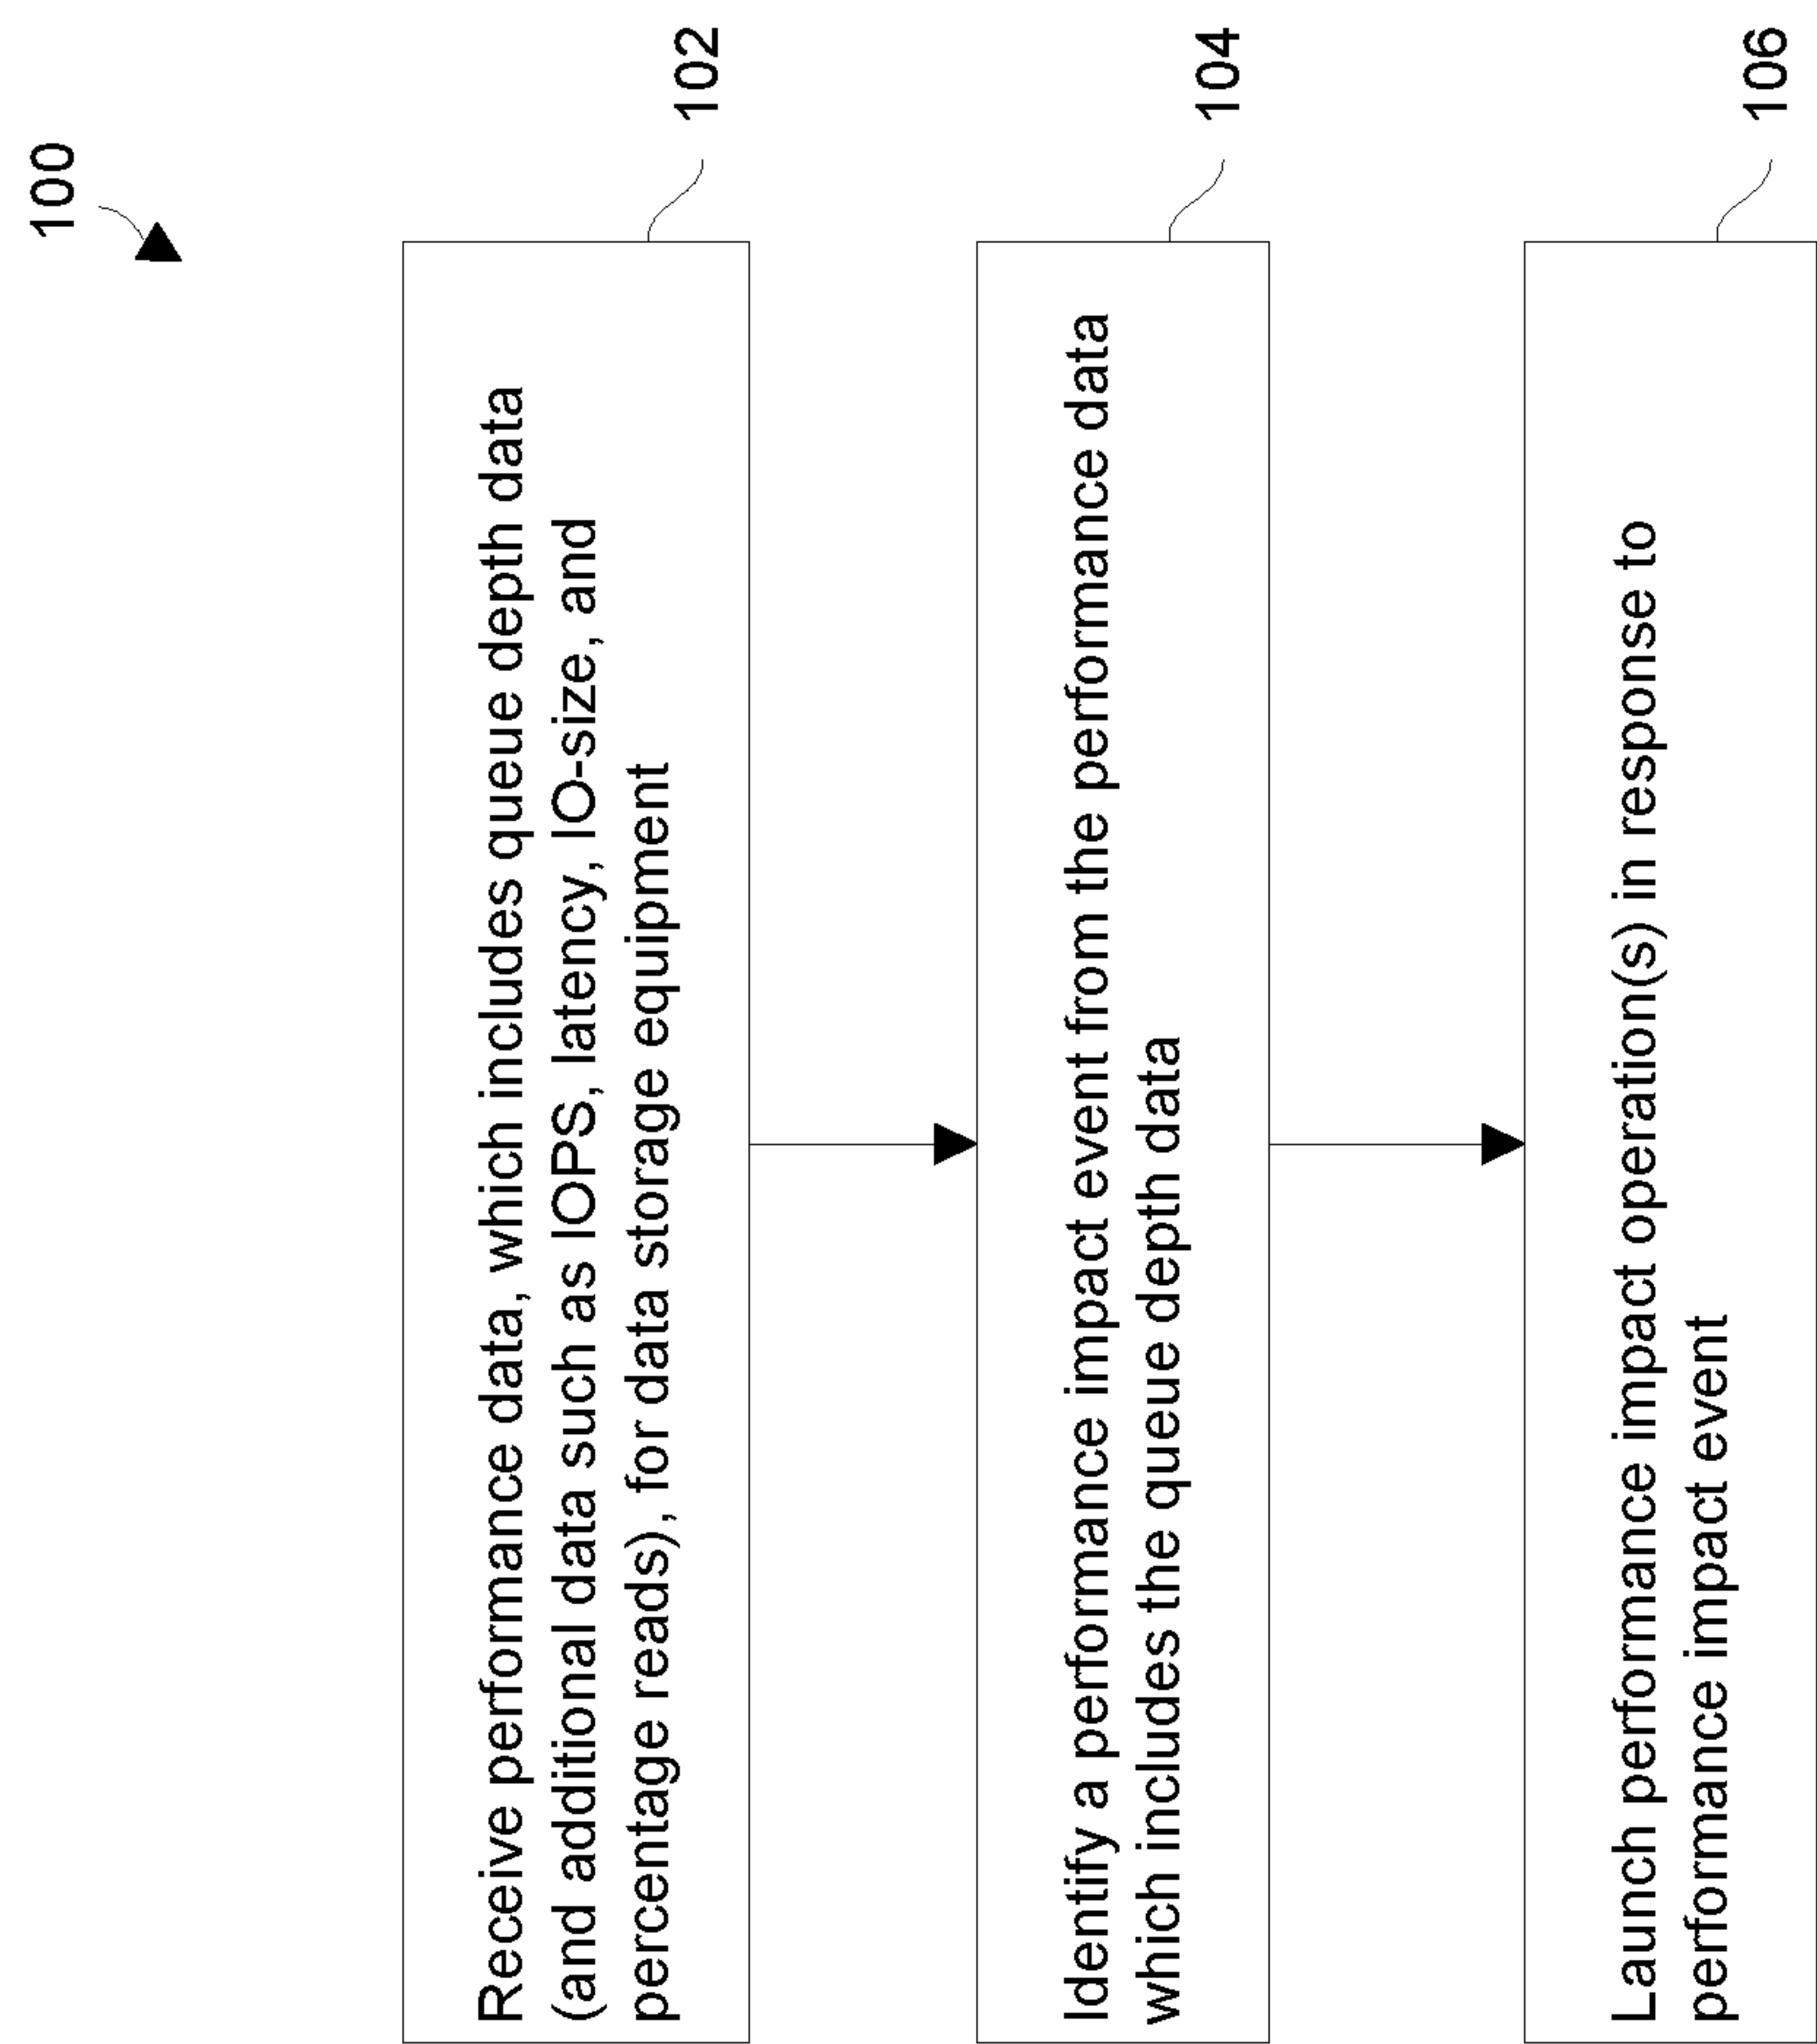 100
Receive performance data, which includes queue depth data
(and additional data such as IOPS, latency, IO-size, and
percentage reads), for data storage equipment
102
Identify a performance impact event from the performance data
which includes the queue depth data
104
Launch performance impact operation(s) in response to
performance impact event
106